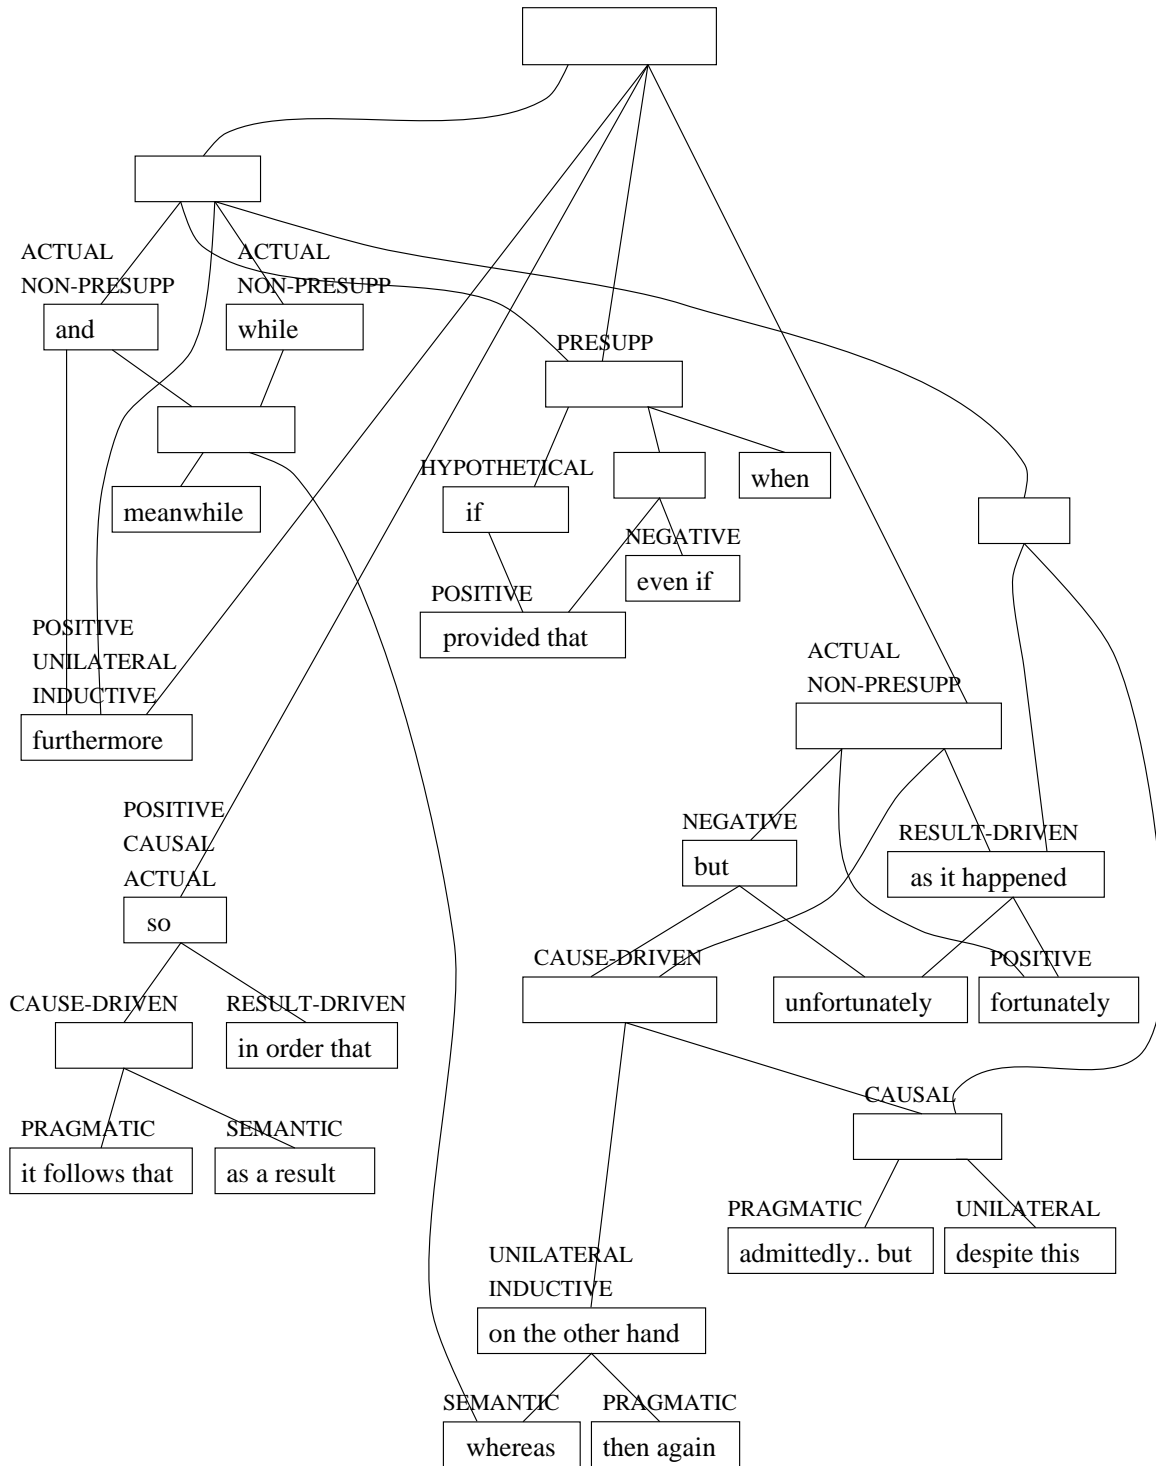 ACTUAL
NON-PRESUPP
and
ACTUAL
NON-PRESUPP
while
PRESUPP
meanwhile
HYPOTHETICAL
if
when
NEGATIVE
even if
POSITIVE
provided that
POSITIVE
UNILATERAL
INDUCTIVE
furthermore
ACTUAL
NON-PRESUPP
POSITIVE
CAUSAL
ACTUAL
so
NEGATIVE
but
RESULT-DRIVEN
as it happened
CAUSE-DRIVEN
unfortunately
POSITIVE
fortunately
CAUSE-DRIVEN
RESULT-DRIVEN
in order that
PRAGMATIC
it follows that
SEMANTIC
as a result
CAUSAL
PRAGMATIC
admittedly.. but
UNILATERAL
despite this
UNILATERAL
INDUCTIVE
on the other hand
SEMANTIC
whereas
PRAGMATIC
then again